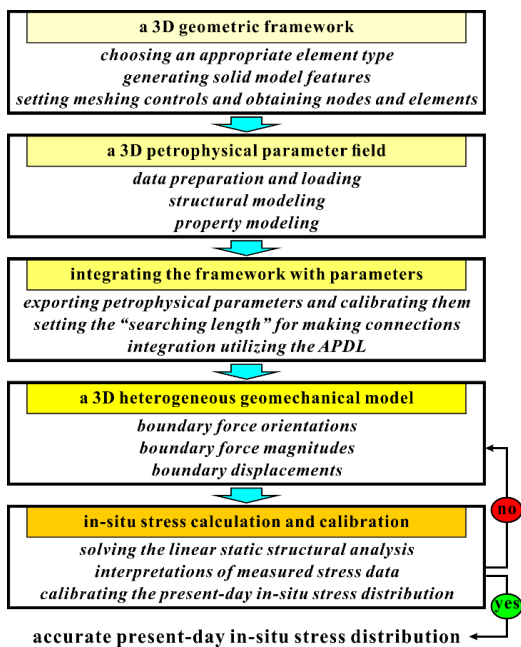 a 3D geometric framework
choosing an appropriate element type
generating solid model features
setting meshing controls and obtaining nodes and elements
a 3D petrophysical parameter field
data preparation and loading
structural modeling
property modeling
integrating the framework with parameters
exporting petrophysical parameters and calibrating them
setting the “searching length” for making connections
integration utilizing the APDL
a 3D heterogeneous geomechanical model
boundary force orientations
boundary force magnitudes
boundary displacements
no
in-situ stress calculation and calibration
solving the linear static structural analysis
interpretations of measured stress data
calibrating the present-day in-situ stress distribution
yes
accurate present-day in-situ stress distribution